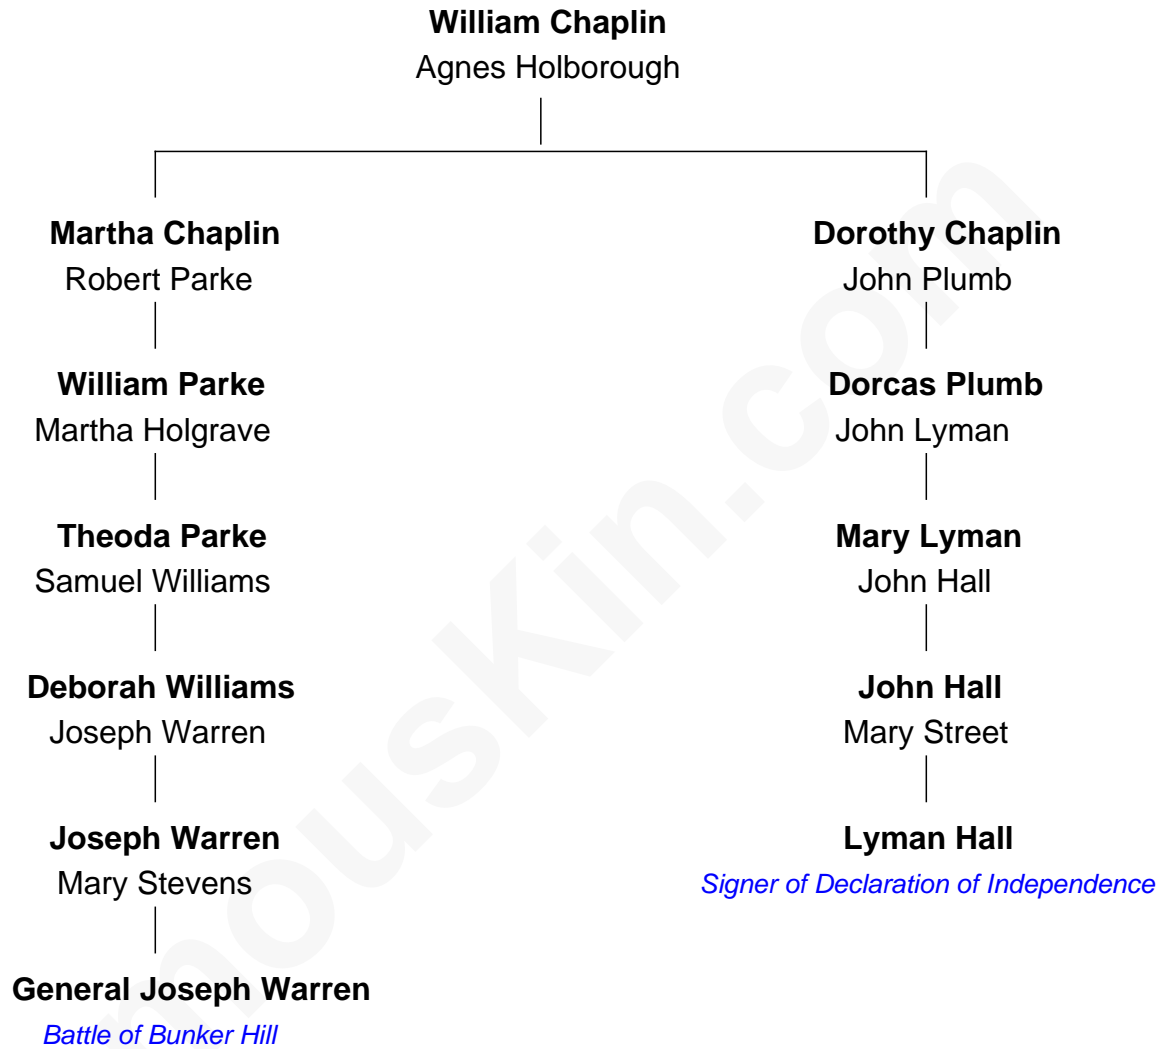 William Chaplin
Agnes Holborough
Martha Chaplin
Robert Parke
Dorothy Chaplin
John Plumb
William Parke
Martha Holgrave
Dorcas Plumb
John Lyman
Theoda Parke
Samuel Williams
Mary Lyman
John Hall
Deborah Williams
Joseph Warren
John Hall
Mary Street
Joseph Warren
Mary Stevens
Lyman Hall
Signer of Declaration of Independence
General Joseph Warren
Battle of Bunker Hill
mousKin.com